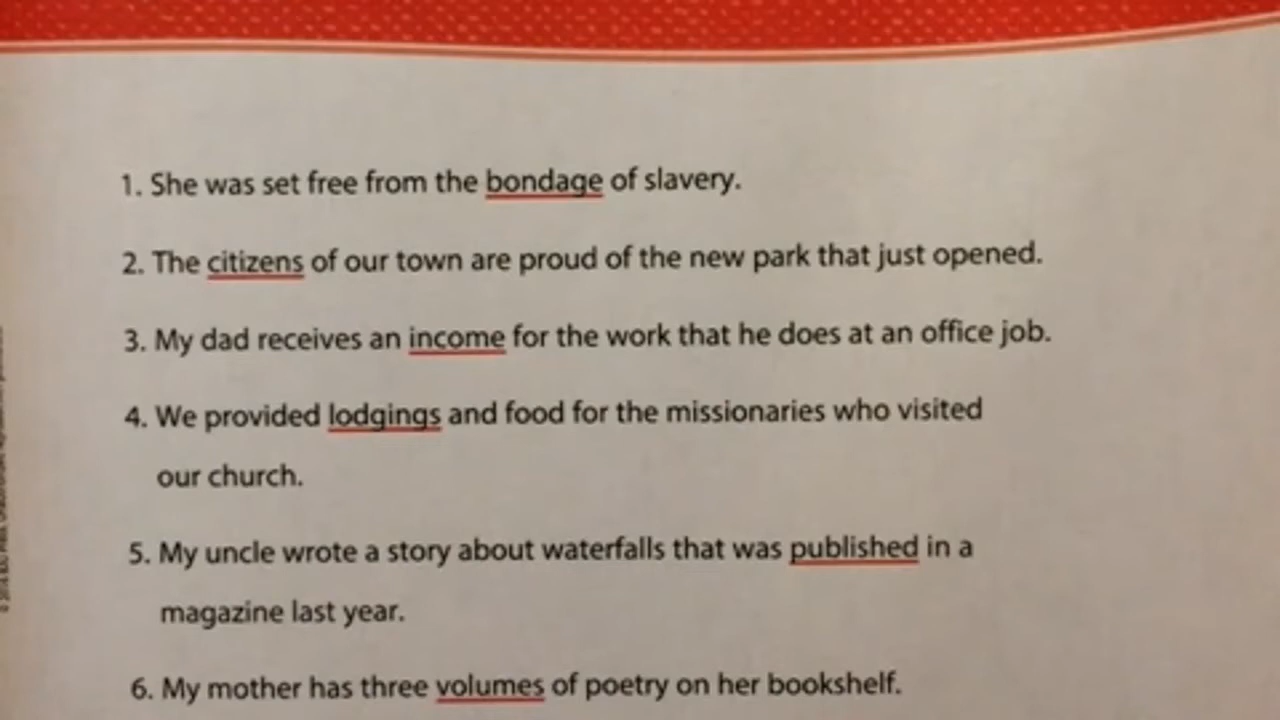 1. She was set free from the bondage of slavery.
2. The citizens of our town are proud of the new park that just opened.
3. My dad receives an income for the work that he does at an office job.
4. We provided lodgings and food for the missionaries who visited
our church.
5. My uncle wrote a story about waterfalls that was published in a
magazine last year.
6. My mother has three volumes of poetry on her bookshelf.